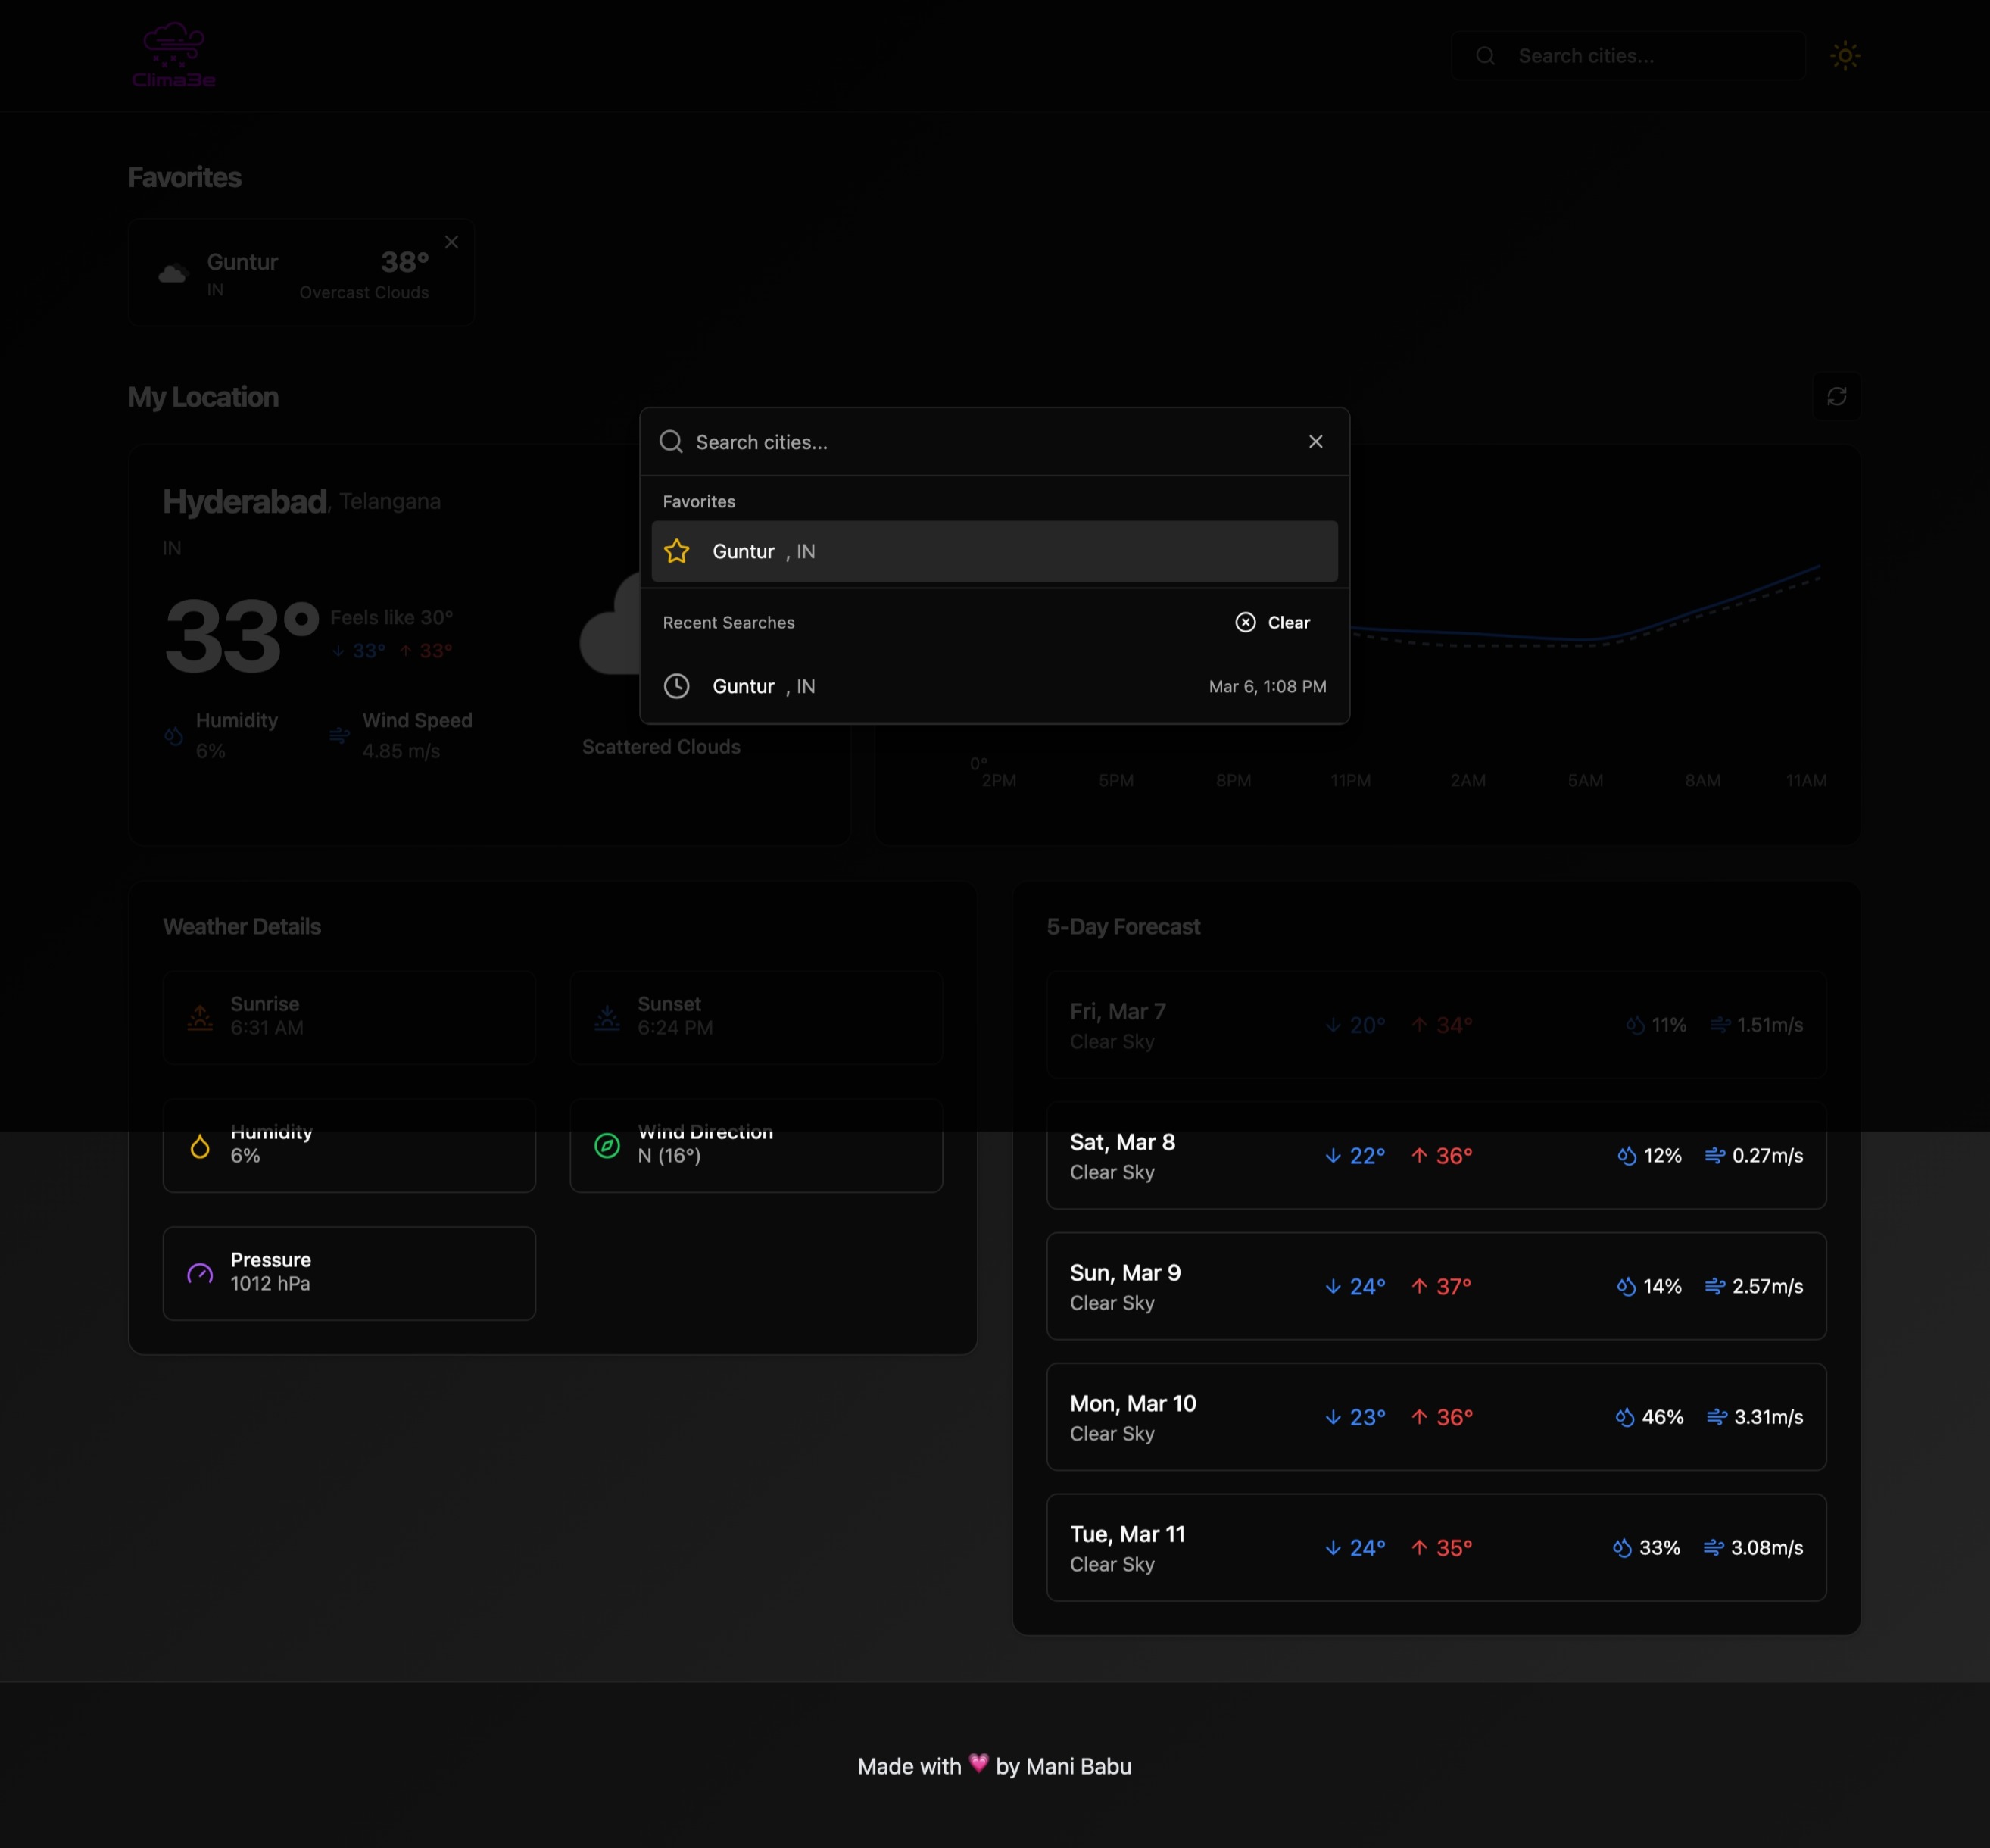 Clima3e
Search cities...
Favorites
Guntur
IN
38°
Overcast Clouds
My Location
Hyderabad, Telangana
IN
33°
Feels like 30°
↓ 33° ↑ 33°
Humidity
6%
Wind Speed
4.85 m/s
Scattered Clouds
Search cities...
Favorites
Guntur , IN
Recent Searches
Clear
Guntur , IN
Mar 6, 1:08 PM
0°
2PM 5PM 8PM 11PM 2AM 5AM 8AM 11AM
Weather Details
Sunrise
6:31 AM
Sunset
6:24 PM
Humidity
6%
Wind Direction
N (16°)
Pressure
1012 hPa
5-Day Forecast
Fri, Mar 7
Clear Sky
↓ 20° ↑ 34° 11% 1.51m/s
Sat, Mar 8
Clear Sky
↓ 22° ↑ 36° 12% 0.27m/s
Sun, Mar 9
Clear Sky
↓ 24° ↑ 37° 14% 2.57m/s
Mon, Mar 10
Clear Sky
↓ 23° ↑ 36° 46% 3.31m/s
Tue, Mar 11
Clear Sky
↓ 24° ↑ 35° 33% 3.08m/s
Made with 💗 by Mani Babu